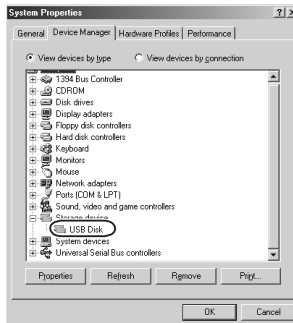 System Properties
General Device Manager Hardware Profiles Performance
View devices by type View devices by connection
1394 Bus Controller
CDROM
Disk drives
Display adapters
Floppy disk controllers
Hard disk controllers
Keyboard
Monitors
Mouse
Network adapters
Ports (COM & LPT)
Sound, video and game controllers
Storage device
USB Disk
System devices
Universal Serial Bus controllers
Properties Refresh Remove Print...
OK Cancel